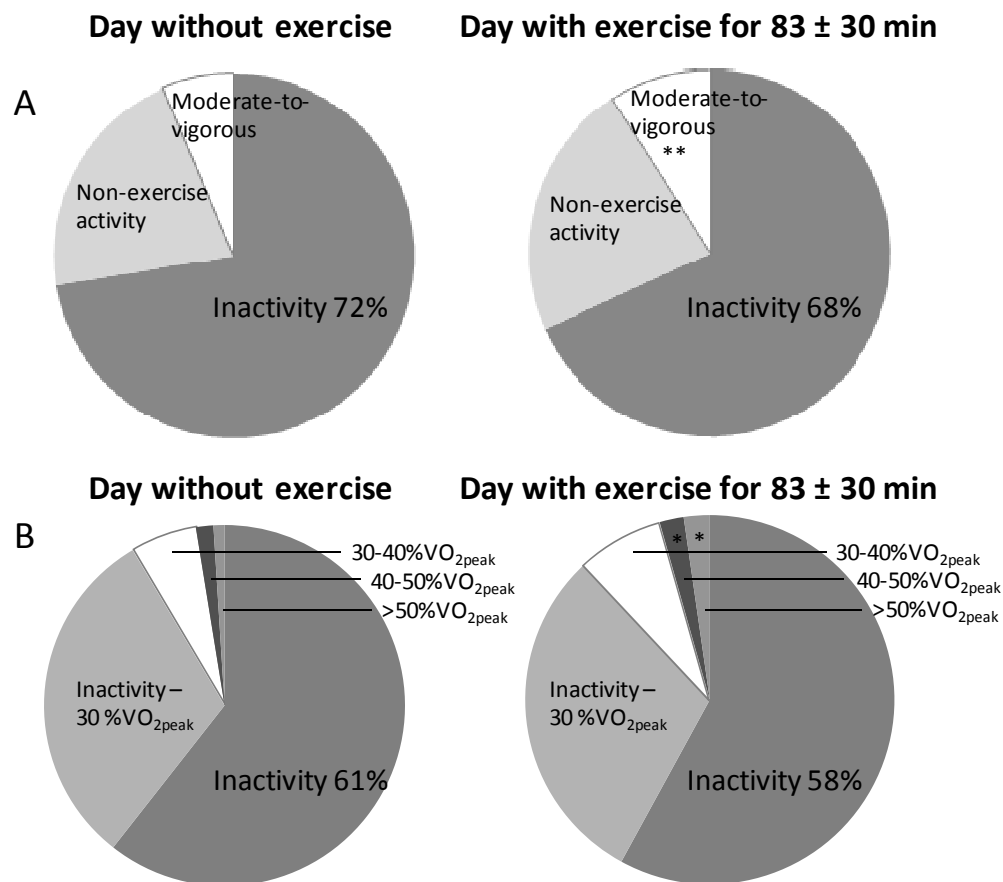 Day without exercise
Day with exercise for 83 ± 30 min
A
Moderate-to-
vigorous
Non-exercise
activity
Inactivity 72%
Moderate-to-
vigorous
**
Non-exercise
activity
Inactivity 68%
Day without exercise
Day with exercise for 83 ± 30 min
B
30-40%VO2peak
40-50%VO2peak
>50%VO2peak
Inactivity –
30 %VO2peak
Inactivity 61%
* *
30-40%VO2peak
40-50%VO2peak
>50%VO2peak
Inactivity –
30 %VO2peak
Inactivity 58%